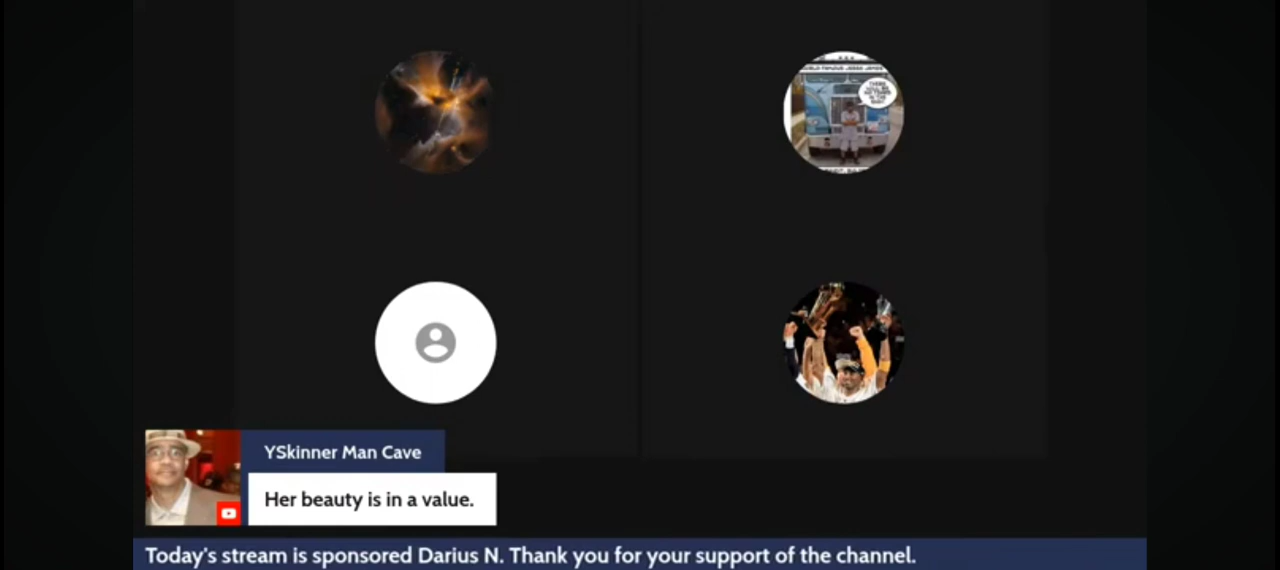 THERE
YSkinner Man Cave
Her beauty is in a value.
Today's stream is sponsored Darius N. Thank you for your support of the channel.